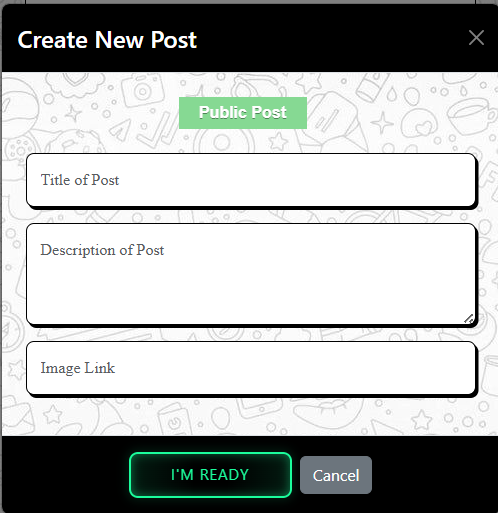 Create New Post
Public Post
Title of Post
Description of Post
Image Link
I'M READY
Cancel